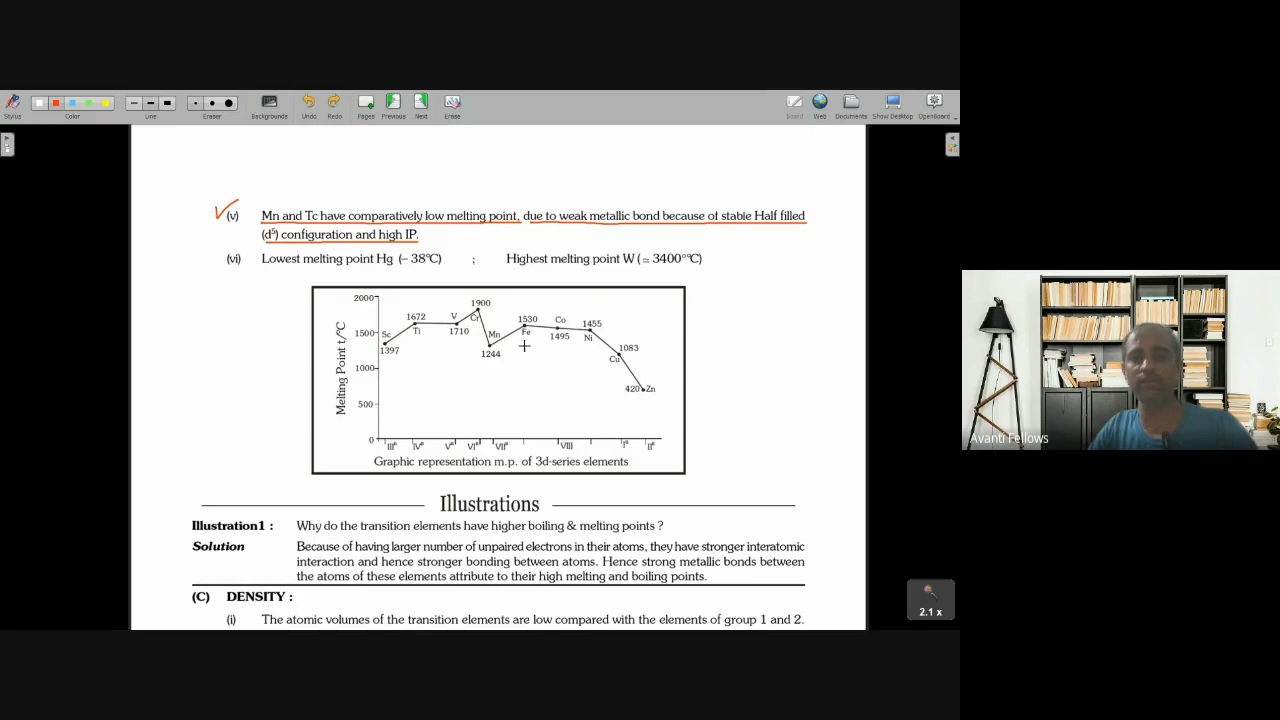 Stylus
Color
Line
Eraser
Backgrounds
Undo
Redo
Pages
Previous
Next
Erase
Board
Web
Documents
Show Desktop
OpenBoard
(v) Mn and Tc have comparatively low melting point, due to weak metallic bond because of stable Half filled
(d⁵) configuration and high IP.
(vi) Lowest melting point Hg (– 38°C) ; Highest melting point W ( ≃ 3400°C)
2000
1500
1000
500
0
Melting Point t/°C
Sc
1397
1672
Ti
V
1710
1900
Cr
Mn
1244
1530
Fe
Co
1495
1455
Ni
1083
Cu
420 Zn
IIIᴮ IVᴮ Vᴮ VIᴮ VIIᴮ VIII Iᴮ IIᴮ
Graphic representation m.p. of 3d-series elements
Illustrations
Illustration1 : Why do the transition elements have higher boiling & melting points ?
Solution Because of having larger number of unpaired electrons in their atoms, they have stronger interatomic
interaction and hence stronger bonding between atoms. Hence strong metallic bonds between
the atoms of these elements attribute to their high melting and boiling points.
(C) DENSITY :
(i) The atomic volumes of the transition elements are low compared with the elements of group 1 and 2.
2.1 x
Avanti Fellows